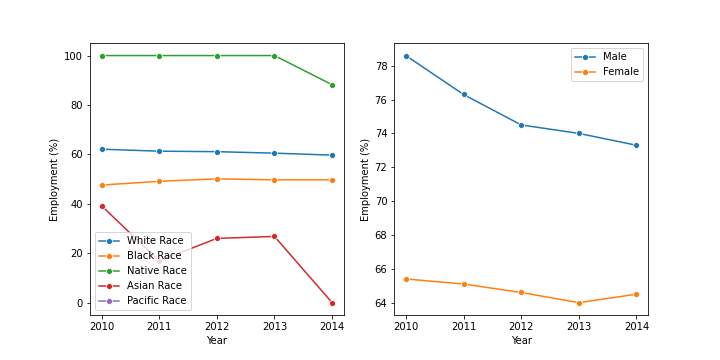 100
80
60
40
20
0
Employment (%)
White Race
Black Race
Native Race
Asian Race
Pacific Race
2010 2011 2012 2013 2014
Year
78
76
74
72
70
68
66
64
Employment (%)
Male
Female
2010 2011 2012 2013 2014
Year